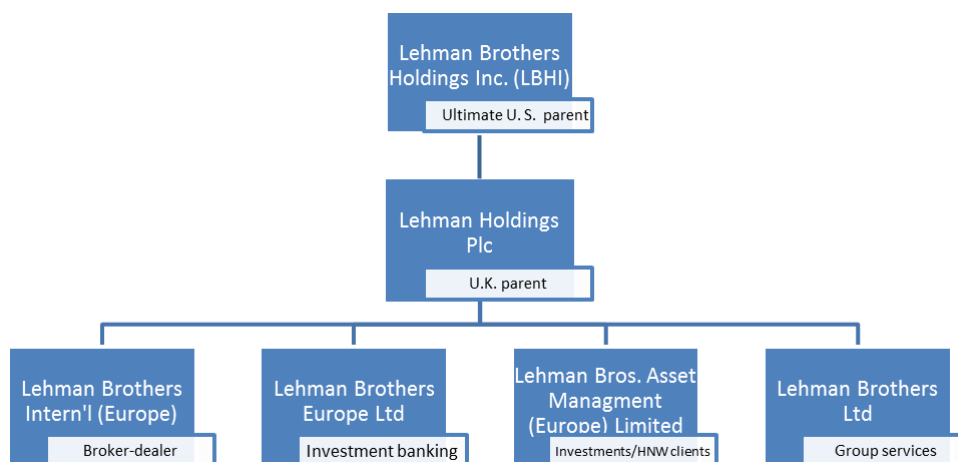 Lehman Brothers
Holdings Inc. (LBHI)
Ultimate U. S. parent
Lehman Holdings
Plc
U.K. parent
Lehman Brothers
Intern'l (Europe)
Broker-dealer
Lehman Brothers
Europe Ltd
Investment banking
Lehman Bros. Asset
Managment
(Europe) Limited
Investments/HNW clients
Lehman Brothers
Ltd
Group services